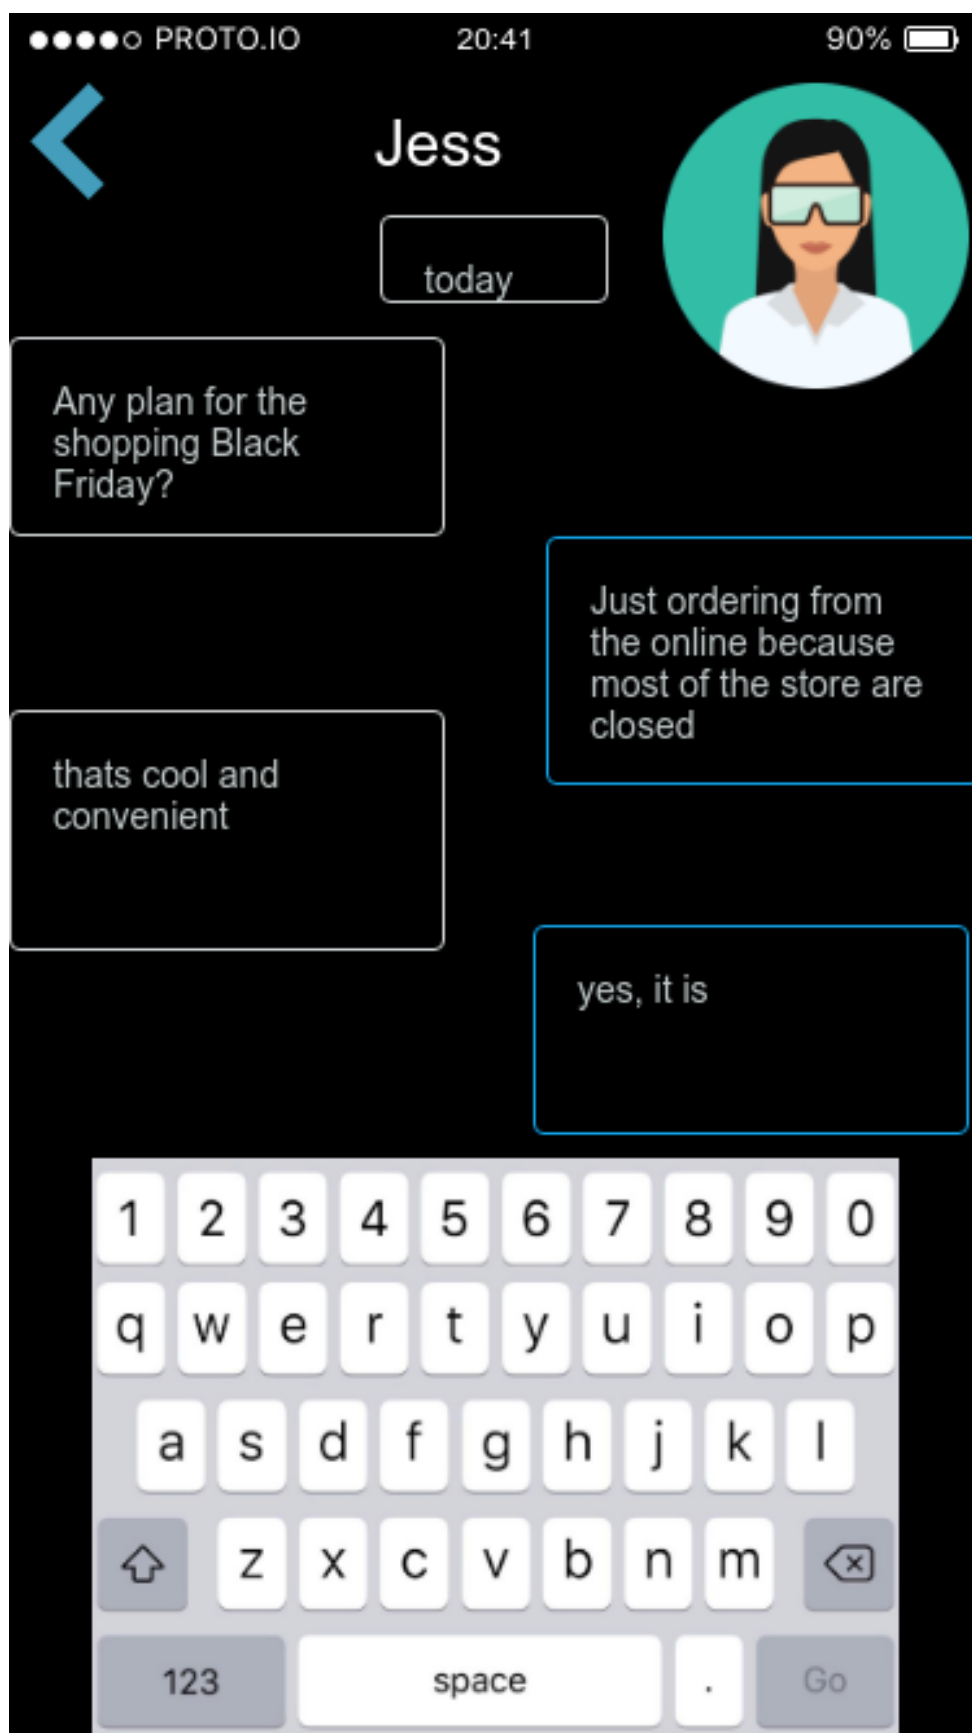 PROTO.IO 20:41 90%
Jess
today
Any plan for the
shopping Black
Friday?
Just ordering from
the online because
most of the store are
closed
thats cool and
convenient
yes, it is
1 2 3 4 5 6 7 8 9 0
q w e r t y u i o p
a s d f g h j k l
z x c v b n m
123 space . Go